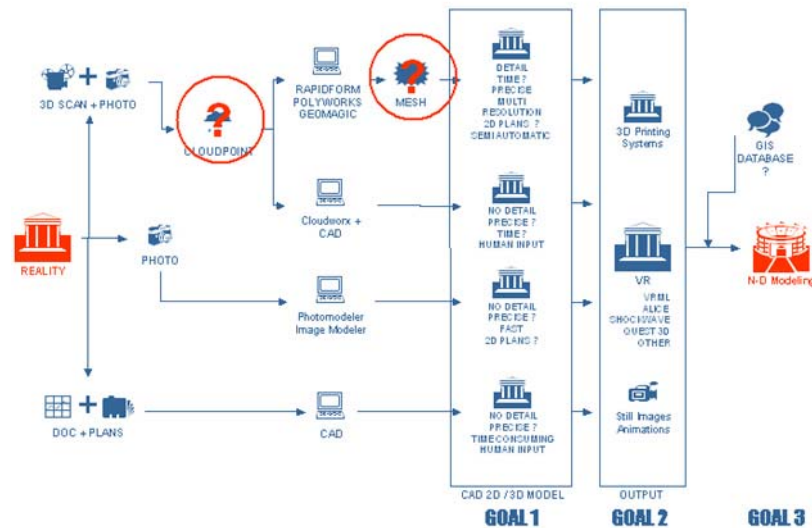 3D SCAN + PHOTO
?
CLOUDPOINT
RAPIDFORM
POLYWORKS
GEOMAGIC
?
MESH
DETAIL
TIME ?
PRECISE
MULTI
RESOLUTION
2D PLANS ?
SEMIAUTOMATIC
3D Printing
Systems
GIS
DATABASE
?
REALITY
PHOTO
Cloudworx +
CAD
NO DETAIL
PRECISE ?
TIME ?
HUMAN INPUT
VR
VRML
ALICE
SHOCKWAVE
QUEST 3D
OTHER
N-D Modeling
Photomodeler
Image Modeler
NO DETAIL
PRECISE ?
FAST
2D PLANS ?
DOC + PLANS
CAD
NO DETAIL
PRECISE ?
TIME CONSUMING
HUMAN INPUT
Still Images
Animations
CAD 2D / 3D MODEL
OUTPUT
GOAL 1
GOAL 2
GOAL 3